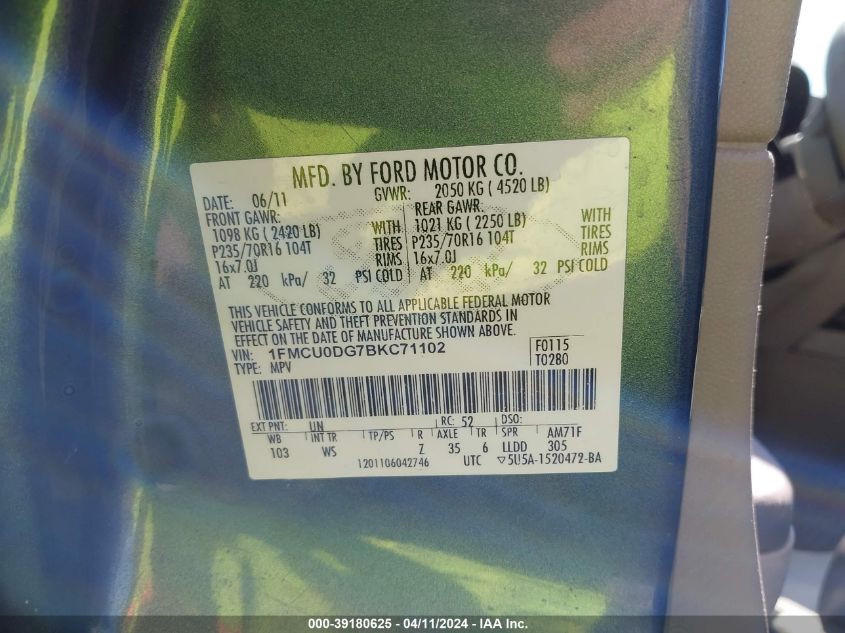 MFD. BY FORD MOTOR CO.
DATE: 06/11 GVWR: 2050 KG ( 4520 LB)
FRONT GAWR: REAR GAWR:
1098 KG ( 2420 LB) WITH 1021 KG ( 2250 LB) WITH
P235/70R16 104T TIRES P235/70R16 104T TIRES
16x7.0J RIMS 16x7.0J RIMS
AT 220 kPa/ 32 PSI COLD AT 220 kPa/ 32 PSI COLD
THIS VEHICLE CONFORMS TO ALL APPLICABLE FEDERAL MOTOR
VEHICLE SAFETY AND THEFT PREVENTION STANDARDS IN
EFFECT ON THE DATE OF MANUFACTURE SHOWN ABOVE.
VIN: 1FMCU0DG7BKC71102 F0115
TYPE: MPV T0280
EXT PNT: UN RC: 52 DSO:
WB INT TR TP/PS R AXLE TR SPR AM71F
103 WS Z 35 6 LLDD 305
1201106042746 UTC ▽5U5A-1520472-BA
000-39180625 - 04/11/2024 - IAA Inc.